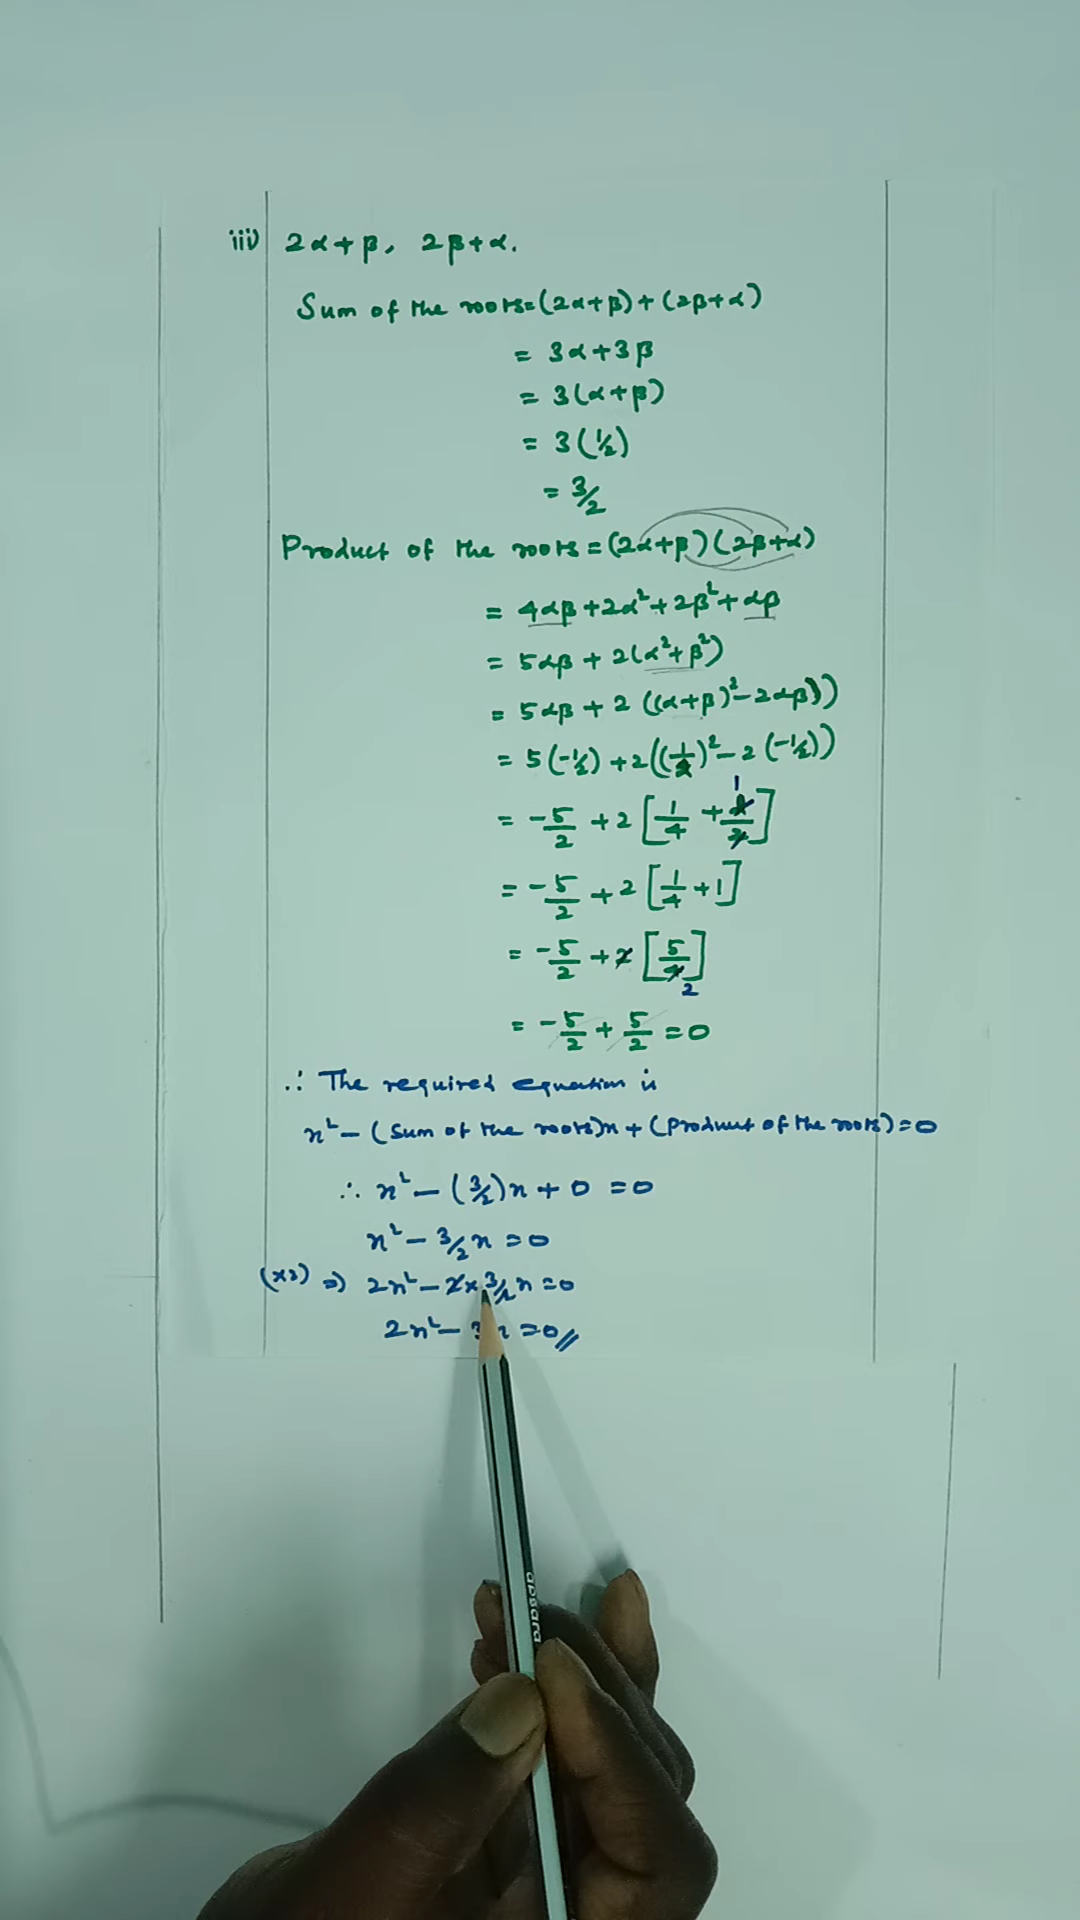 iii) 2α+β, 2β+α.
Sum of the roots=(2α+β)+(2β+α)
= 3α+3β
= 3(α+β)
= 3(1/2)
= 3/2
Product of the roots=(2α+β)(2β+α)
= 4αβ+2α²+2β²+αβ
= 5αβ + 2(α²+β²)
= 5αβ + 2 ((α+β)²-2αβ))
= 5(-1/2)+2((1/2)²-2(-1/2))
= -5/2 +2[1/4 + 2/2] 1
= -5/2 +2[1/4 +1]
= -5/2 +2[5/4] 2
= -5/2 + 5/2 =0
∴ The required equation is
x²-(Sum of the roots)x+(Product of the roots)=0
∴ x²-(3/2)x+0=0
x²-3/2x=0
(x2) ⇒ 2x²-2x3/2x=0
2x²-3x=0//
apsara